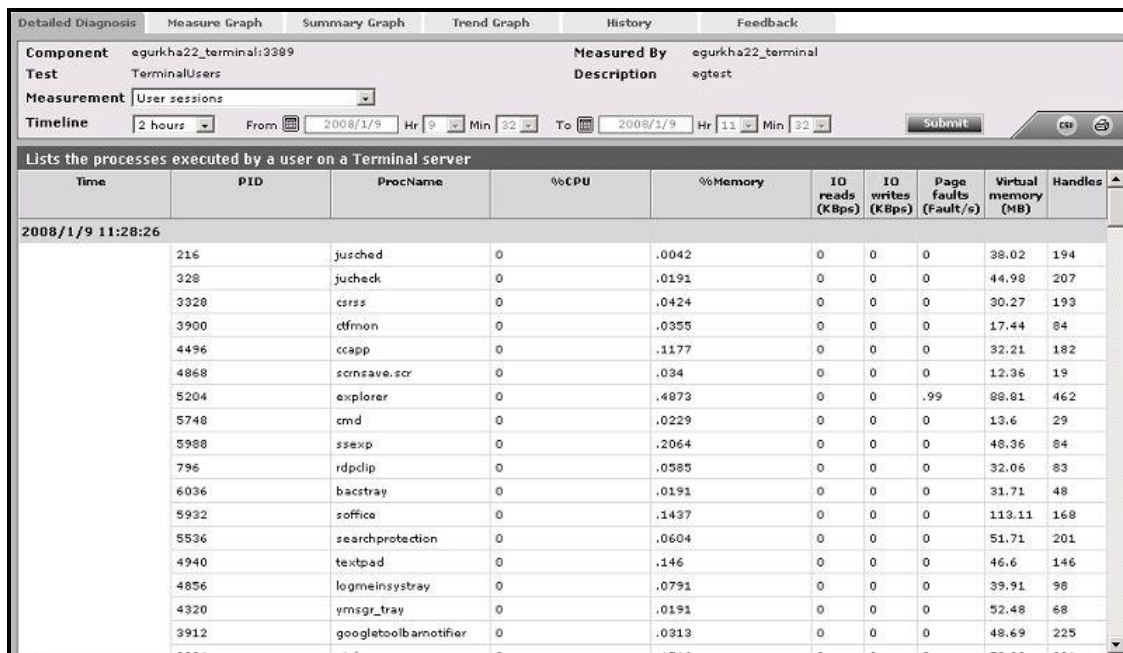 Detailed Diagnosis Measure Graph Summary Graph Trend Graph History Feedback
Component egurkha22_terminal:3389 Measured By egurkha22_terminal
Test TerminalUsers Description egtest
Measurement User sessions
Timeline 2 hours From 2008/1/9 Hr 9 Min 32 To 2008/1/9 Hr 11 Min 32 Submit CSV
Lists the processes executed by a user on a Terminal server
Time PID ProcName %CPU %Memory IO reads (KBps) IO writes (KBps) Page faults (Fault/s) Virtual memory (MB) Handles
2008/1/9 11:28:26
216 jusched 0 .0042 0 0 0 38.02 194
328 jucheck 0 .0191 0 0 0 44.98 207
3328 csrss 0 .0424 0 0 0 30.27 193
3900 ctfmon 0 .0355 0 0 0 17.44 84
4496 ccapp 0 .1177 0 0 0 32.21 182
4868 scrnsave.scr 0 .034 0 0 0 12.36 19
5204 explorer 0 .4873 0 0 .99 88.81 462
5748 cmd 0 .0229 0 0 0 13.6 29
5988 ssexp 0 .2064 0 0 0 48.36 84
796 rdpclip 0 .0585 0 0 0 32.06 83
6036 bacstray 0 .0191 0 0 0 31.71 48
5932 soffice 0 .1437 0 0 0 113.11 168
5536 searchprotection 0 .0604 0 0 0 51.71 201
4940 textpad 0 .146 0 0 0 46.6 146
4856 logmeinsystray 0 .0791 0 0 0 39.91 98
4320 ymsgr_tray 0 .0191 0 0 0 52.48 68
3912 googletoolbarnotifier 0 .0313 0 0 0 48.69 225